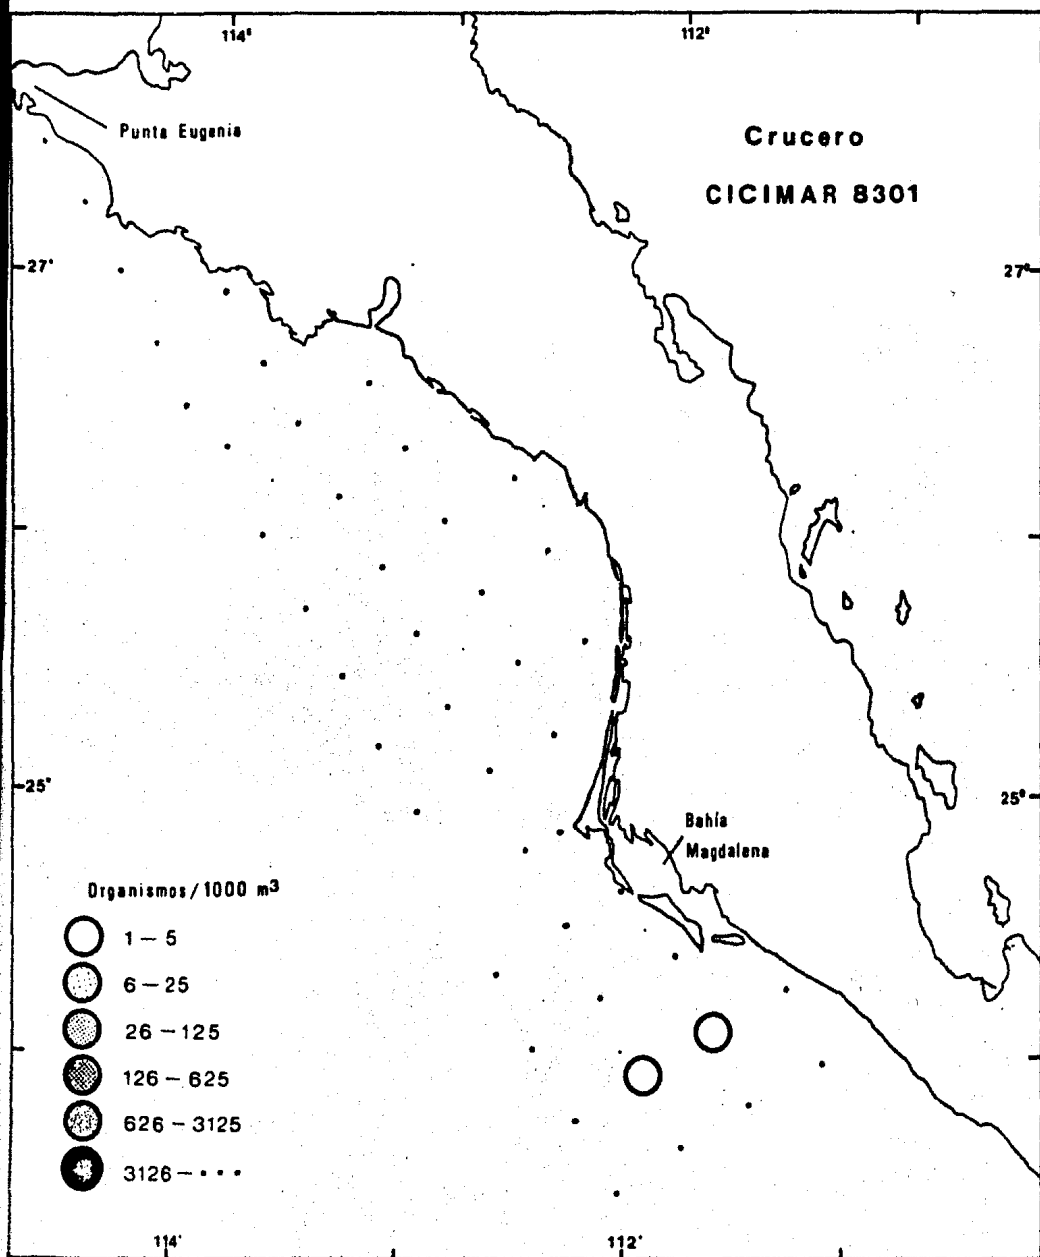 114° 112°
Punta Eugenia
Crucero
CICIMAR 8301
27° 27°
25° 25°
Bahía
Magdalena
Organismos/1000 m³
1 – 5
6 – 25
26 – 125
126 – 625
626 – 3125
3126 – • • •
114° 112°